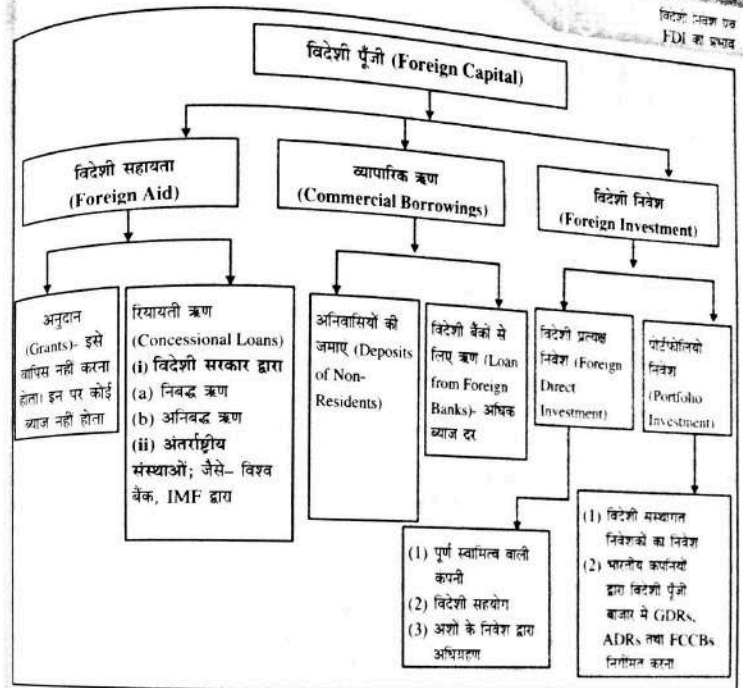 विदेशी निवेश एवं
FDI का प्रभाव
विदेशी पूँजी (Foreign Capital)
विदेशी सहायता
(Foreign Aid)
व्यापारिक ऋण
(Commercial Borrowings)
विदेशी निवेश
(Foreign Investment)
अनुदान
(Grants)- इसे
वापिस नहीं करना
होता। इन पर कोई
ब्याज नहीं होता
रियायती ऋण
(Concessional Loans)
(i) विदेशी सरकार द्वारा
(a) निबद्ध ऋण
(b) अनिबद्ध ऋण
(ii) अंतर्राष्ट्रीय
संस्थाओं; जैसे– विश्व
बैंक, IMF द्वारा
अनिवासियों की
जमाएं (Deposits
of Non-
Residents)
विदेशी बैंकों से
लिए ऋण (Loan
from Foreign
Banks)- अधिक
ब्याज दर
विदेशी प्रत्यक्ष
निवेश (Foreign
Direct
Investment)
पोर्टफोलियो
निवेश
(Portfolio
Investment)
(1) पूर्ण स्वामित्व वाली
कंपनी
(2) विदेशी सहयोग
(3) अंशों के निवेश द्वारा
अधिग्रहण
(1) विदेशी संस्थागत
निवेशकों का निवेश
(2) भारतीय कंपनियों
द्वारा विदेशी पूँजी
बाजार में GDRs,
ADRs तथा FCCBs
निर्गमित करना